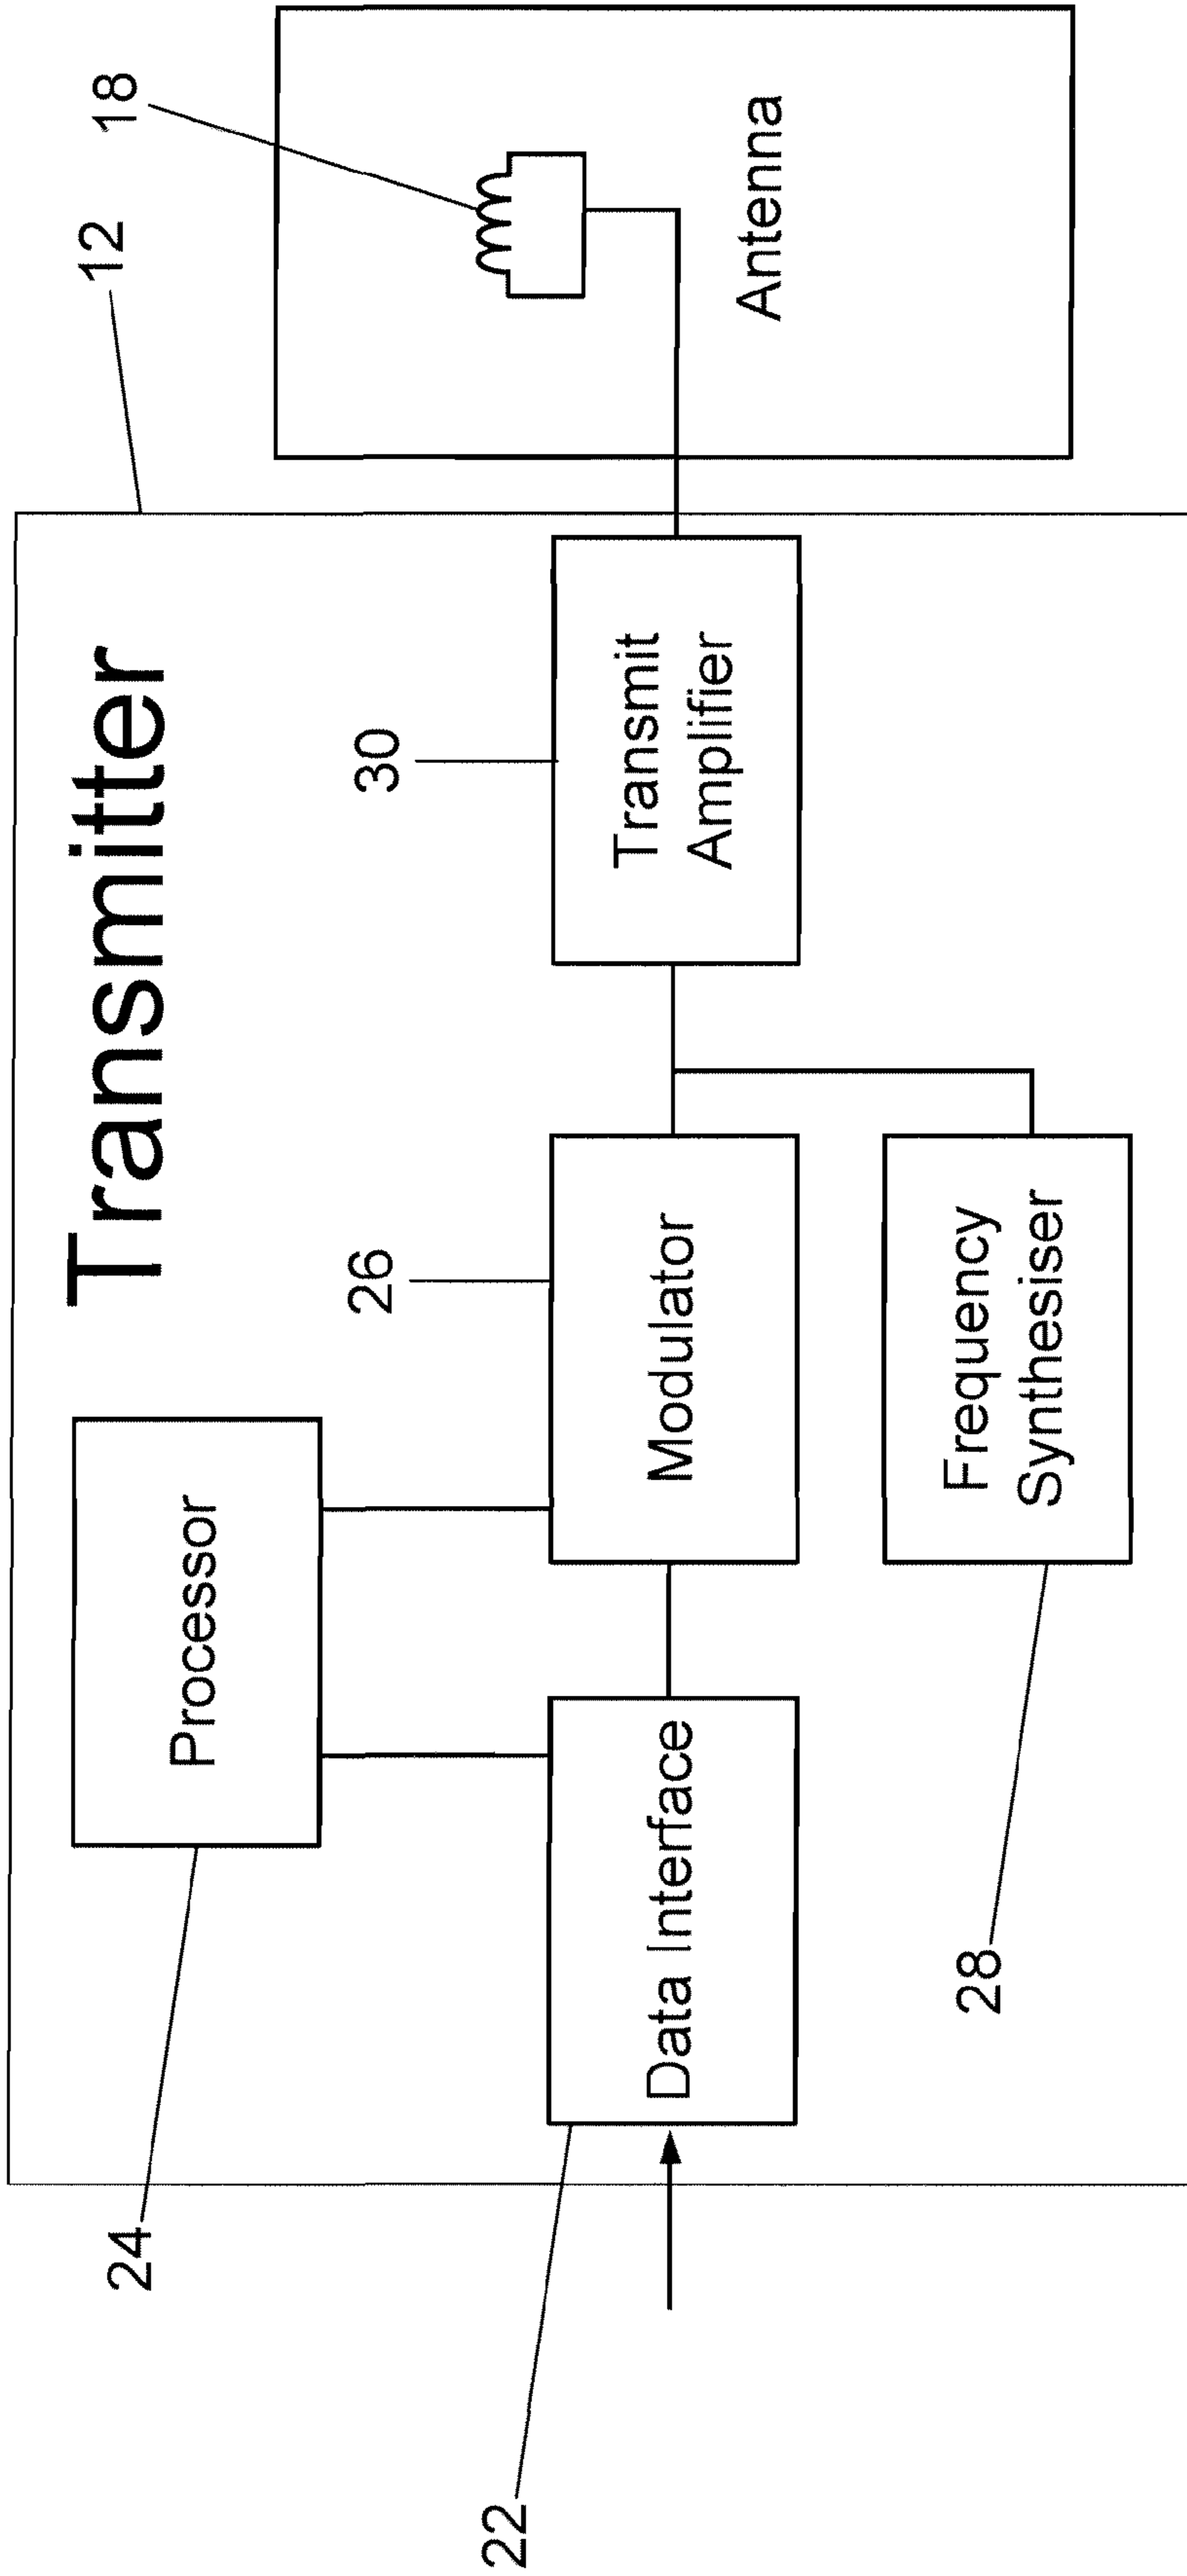 Transmitter
12
18
24
Processor
26
30
22
Data Interface
Modulator
Transmit
Amplifier
Antenna
28
Frequency
Synthesiser